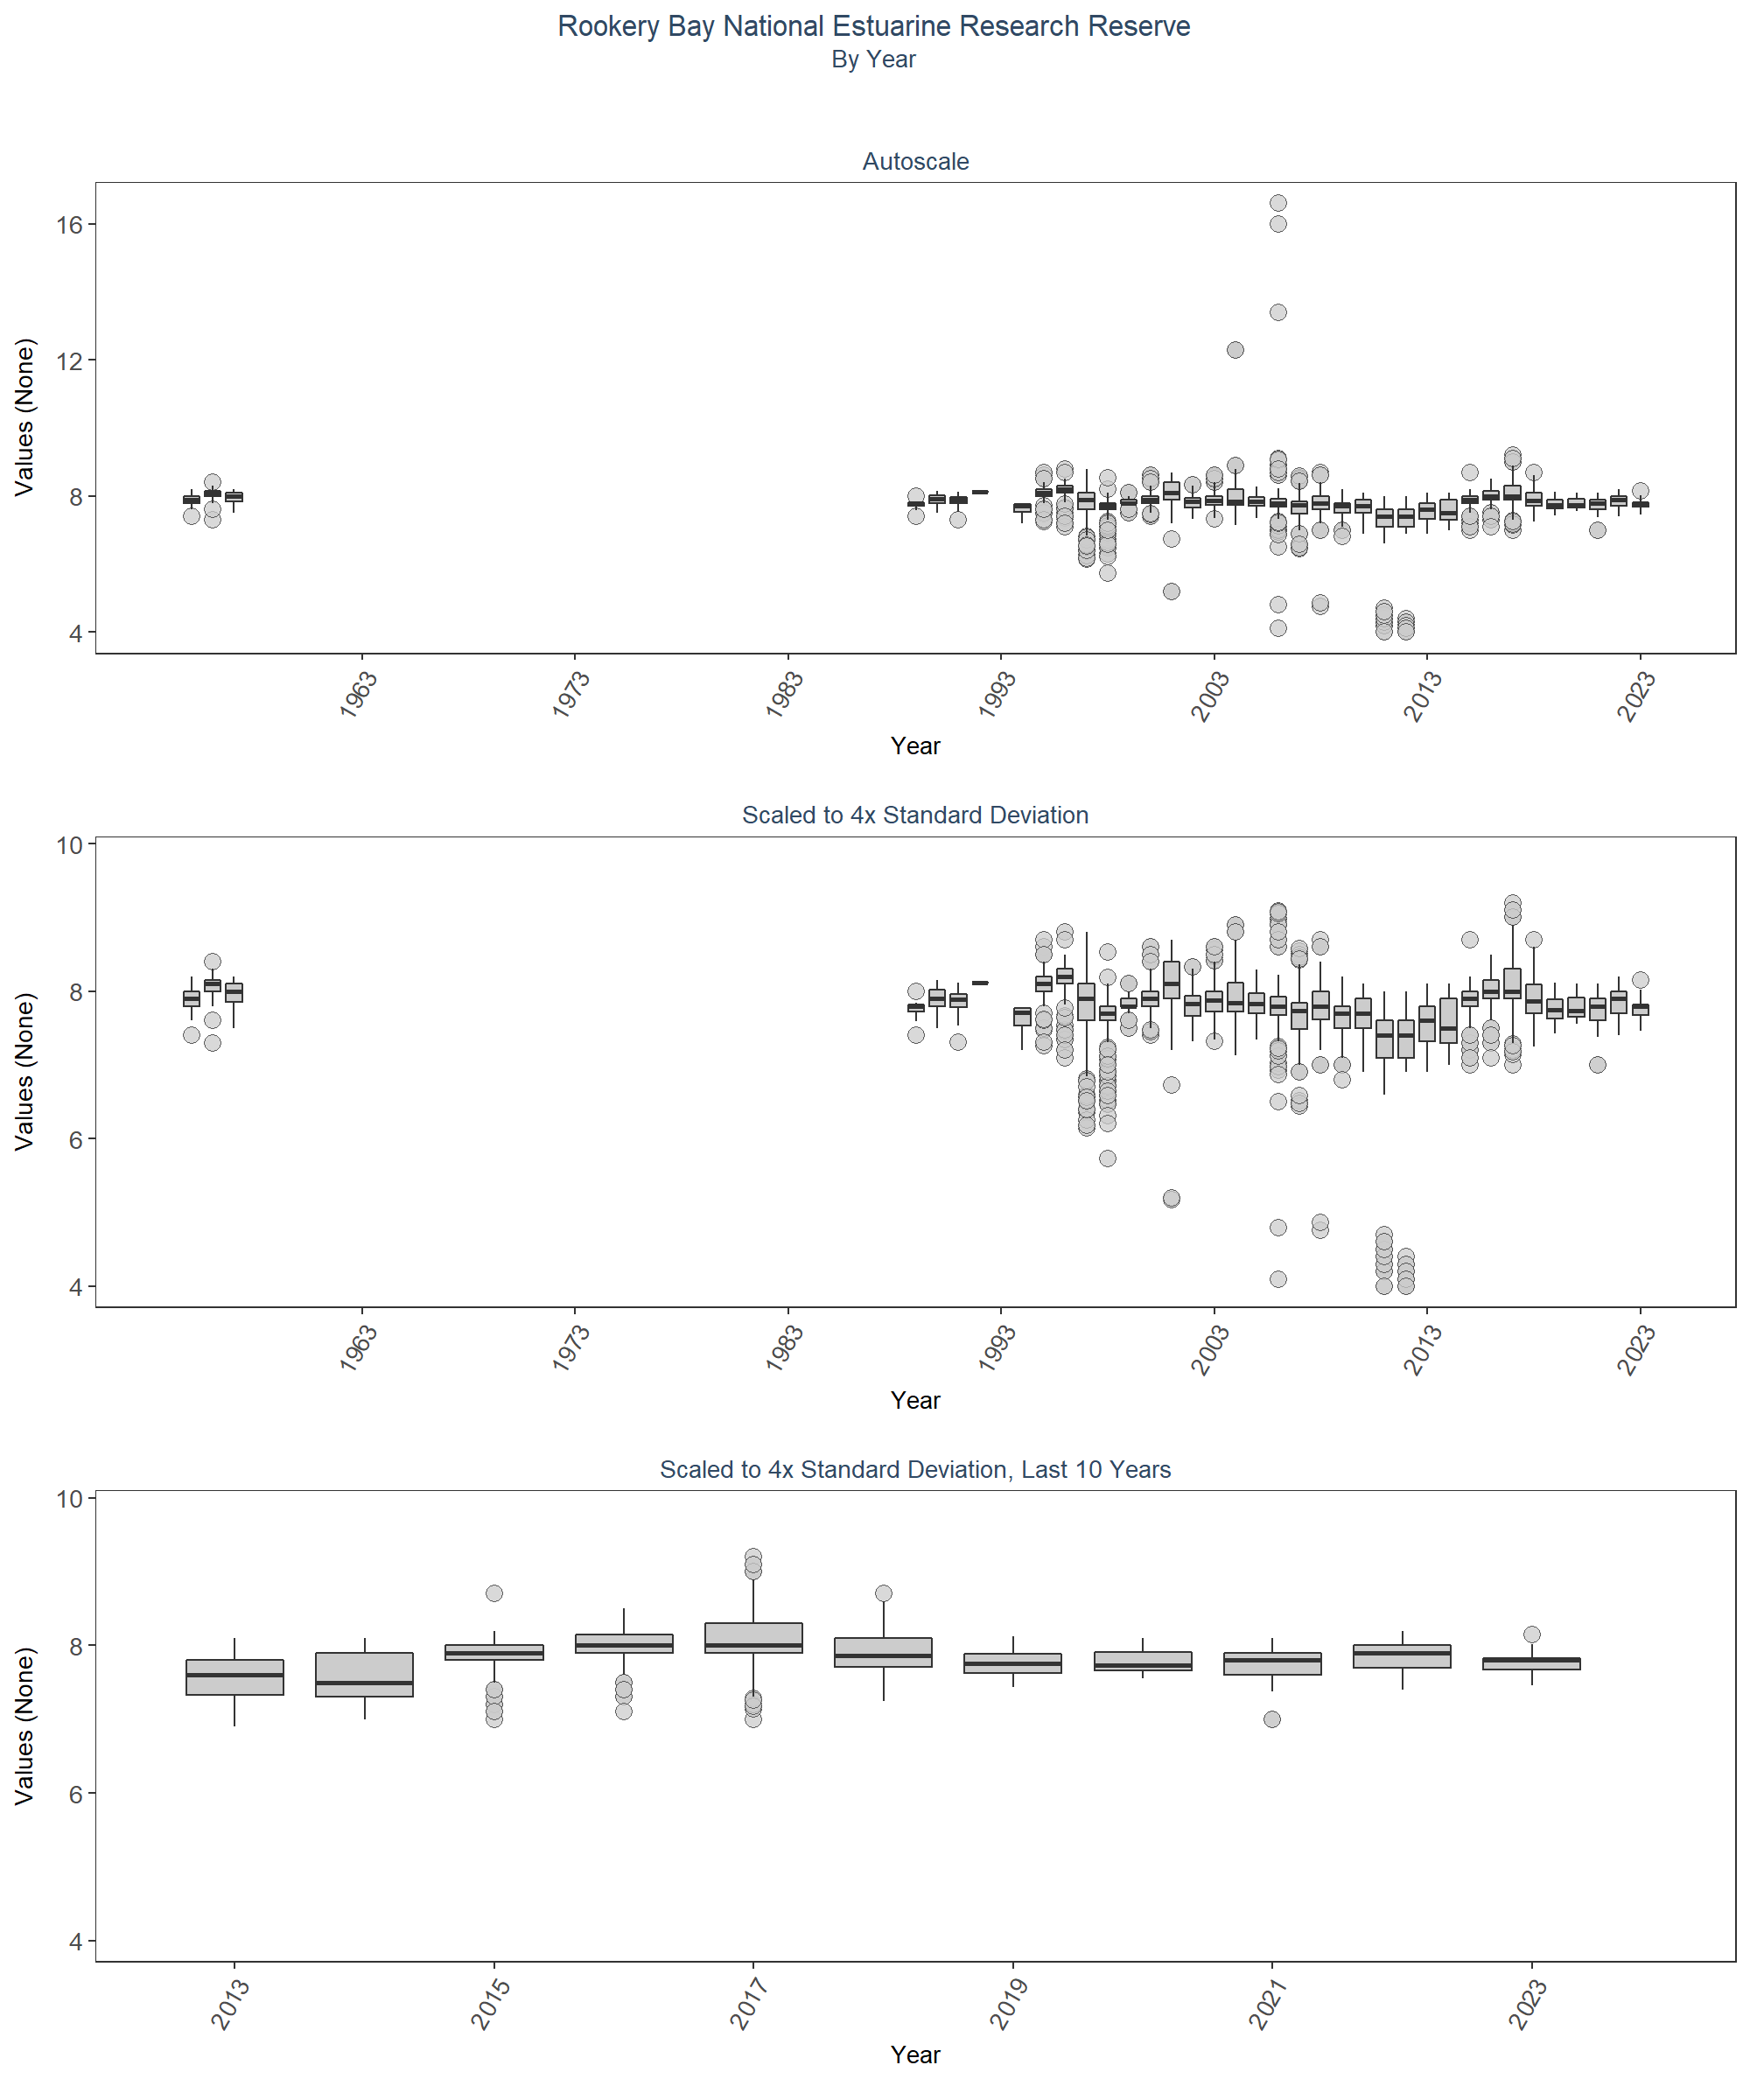 Rookery Bay National Estuarine Research Reserve
By Year
Autoscale
Values (None)
16
12
8
4
1963 1973 1983 1993 2003 2013 2023
Year
Scaled to 4x Standard Deviation
Values (None)
10
8
6
4
1963 1973 1983 1993 2003 2013 2023
Year
Scaled to 4x Standard Deviation, Last 10 Years
Values (None)
10
8
6
4
2013 2015 2017 2019 2021 2023
Year